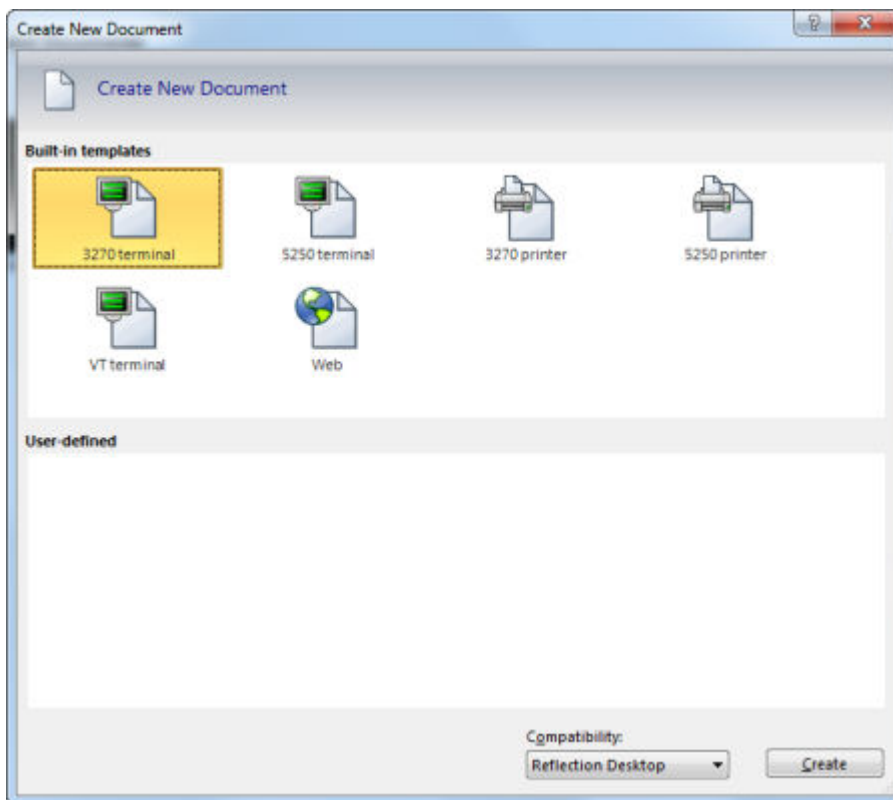 Create New Document
Create New Document
Built-in templates
3270 terminal 5250 terminal 3270 printer 5250 printer
VT terminal Web
User-defined
Compatibility:
Reflection Desktop Create